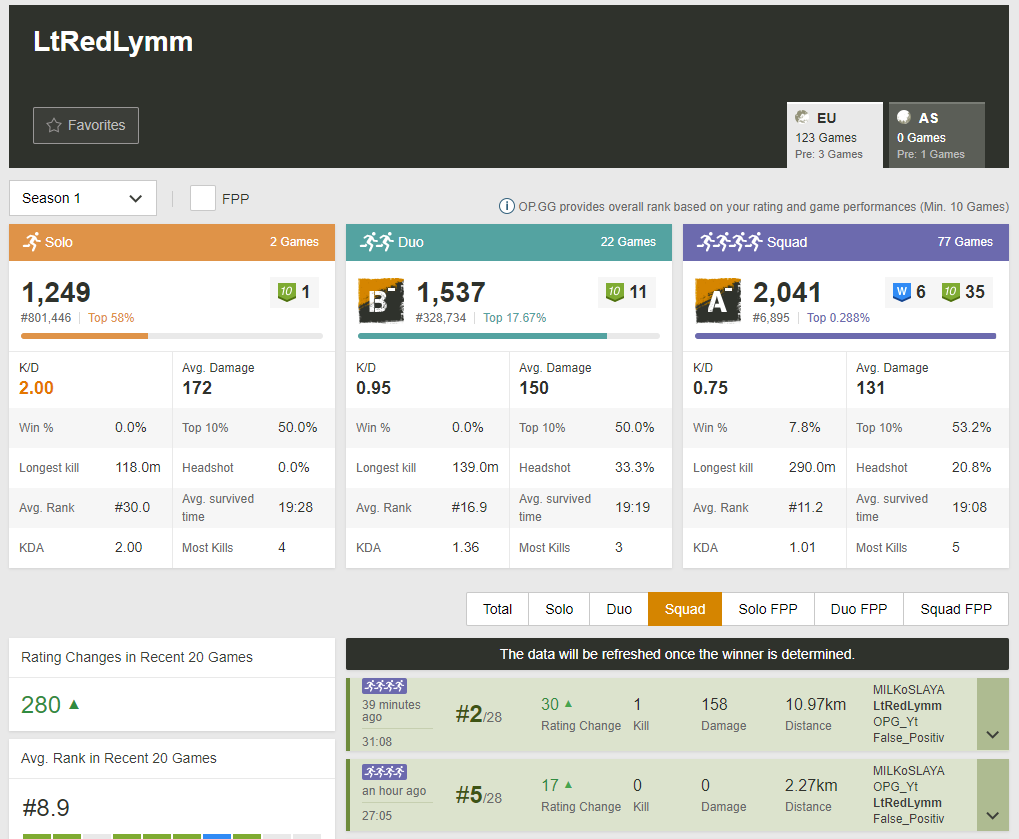 LtRedLymm
Favorites
EU
123 Games
Pre: 3 Games
AS
0 Games
Pre: 1 Games
Season 1
FPP
OP.GG provides overall rank based on your rating and game performances (Min. 10 Games)
Solo 2 Games
1,249 10 1
#801,446 Top 58%
K/D Avg. Damage
2.00 172
Win % 0.0% Top 10% 50.0%
Longest kill 118.0m Headshot 0.0%
Avg. Rank #30.0 Avg. survived time 19:28
KDA 2.00 Most Kills 4
Duo 22 Games
B- 1,537 10 11
#328,734 Top 17.67%
K/D Avg. Damage
0.95 150
Win % 0.0% Top 10% 50.0%
Longest kill 139.0m Headshot 33.3%
Avg. Rank #16.9 Avg. survived time 19:19
KDA 1.36 Most Kills 3
Squad 77 Games
A- 2,041 W 6 10 35
#6,895 Top 0.288%
K/D Avg. Damage
0.75 131
Win % 7.8% Top 10% 53.2%
Longest kill 290.0m Headshot 20.8%
Avg. Rank #11.2 Avg. survived time 19:08
KDA 1.01 Most Kills 5
Total Solo Duo Squad Solo FPP Duo FPP Squad FPP
Rating Changes in Recent 20 Games
280
Avg. Rank in Recent 20 Games
#8.9
The data will be refreshed once the winner is determined.
39 minutes ago
31:08
#2/28
30
Rating Change
1
Kill
158
Damage
10.97km
Distance
MILKoSLAYA
LtRedLymm
OPG_Yt
False_Positiv
an hour ago
27:05
#5/28
17
Rating Change
0
Kill
0
Damage
2.27km
Distance
MILKoSLAYA
OPG_Yt
LtRedLymm
False_Positiv